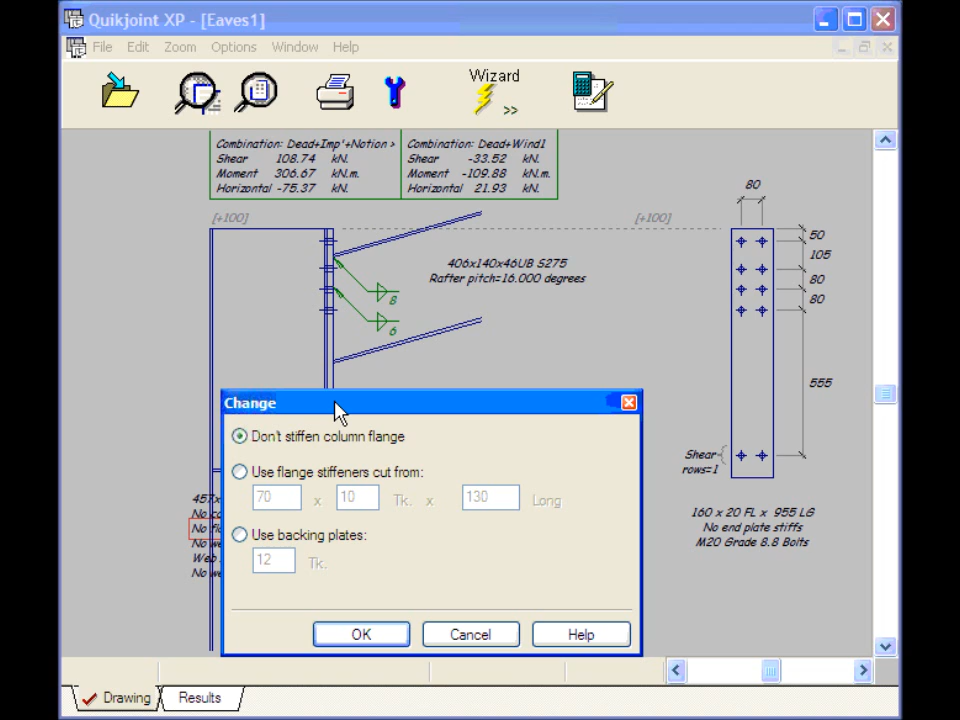 Quikjoint XP - [Eaves1]
File Edit Zoom Options Window Help
Wizard
>>
Combination: Dead+Imp'+Notion > Combination: Dead+Wind1
Shear 108.74 kN. Shear -33.52 kN.
Moment 306.67 kN.m. Moment -109.88 kN.m.
Horizontal -75.37 kN. Horizontal 21.93 kN.
80
[+100] [+100]
50
105
80
80
406x140x46UB S275
Rafter pitch=16.000 degrees
8
6
555
Shear
rows=1
160 x 20 FL x 955 LG
No end plate stiffs
M20 Grade 8.8 Bolts
457x
No
No
No
Web
No
Change
Don't stiffen column flange
Use flange stiffeners cut from:
70 x 10 Tk. x 130 Long
Use backing plates:
12 Tk.
OK Cancel Help
Drawing Results